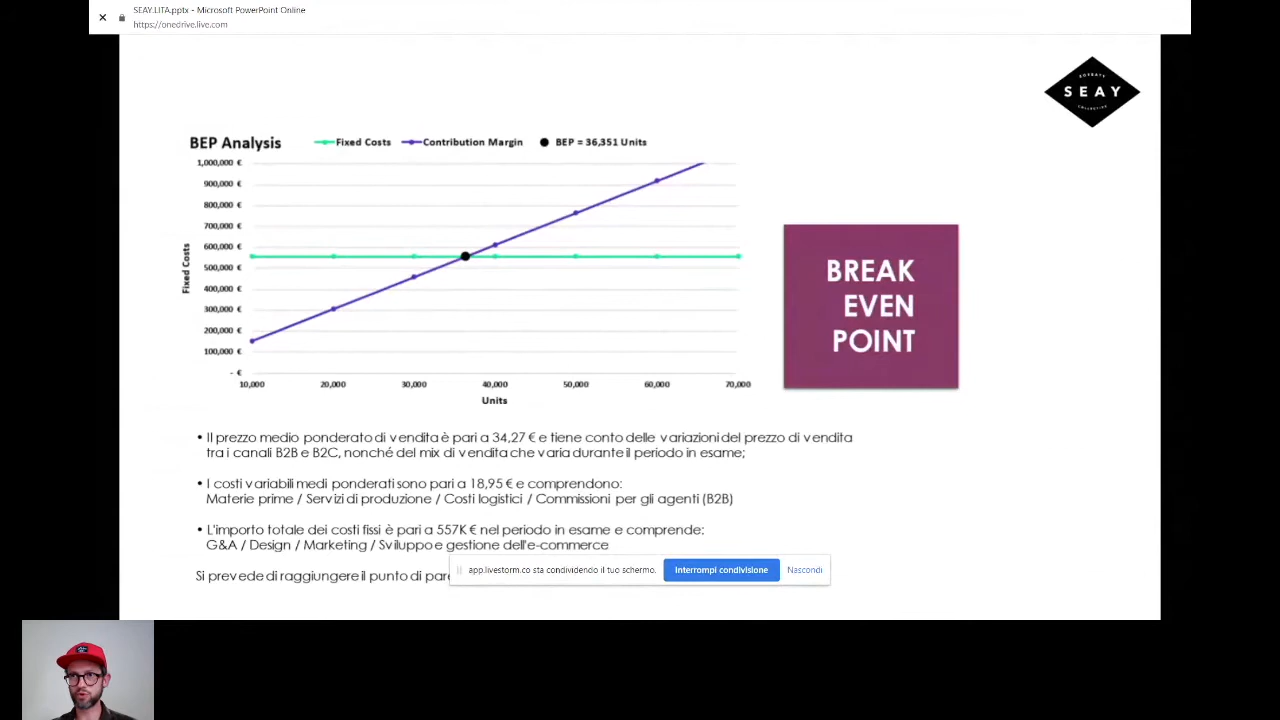 SEAY.LITA.pptx - Microsoft PowerPoint Online
https://onedrive.live.com
SEAY
BEP Analysis
Fixed Costs
Contribution Margin
BEP = 36,351 Units
1,000,000 €
900,000 €
800,000 €
700,000 €
600,000 €
500,000 €
400,000 €
300,000 €
200,000 €
100,000 €
- €
Fixed Costs
10,000 20,000 30,000 40,000 50,000 60,000 70,000
Units
BREAK
EVEN
POINT
• Il prezzo medio ponderato di vendita è pari a 34,27 € e tiene conto delle variazioni del prezzo di vendita
tra i canali B2B e B2C, nonché del mix di vendita che varia durante il periodo in esame;
• I costi variabili medi ponderati sono pari a 18,95 € e comprendono:
Materie prime / Servizi di produzione / Costi logistici / Commissioni per gli agenti (B2B)
• L'importo totale dei costi fissi è pari a 557K € nel periodo in esame e comprende:
G&A / Design / Marketing / Sviluppo e gestione dell'e-commerce
Si prevede di raggiungere il punto di
app.livestorm.co sta condividendo il tuo schermo.
Interrompi condivisione
Nascondi